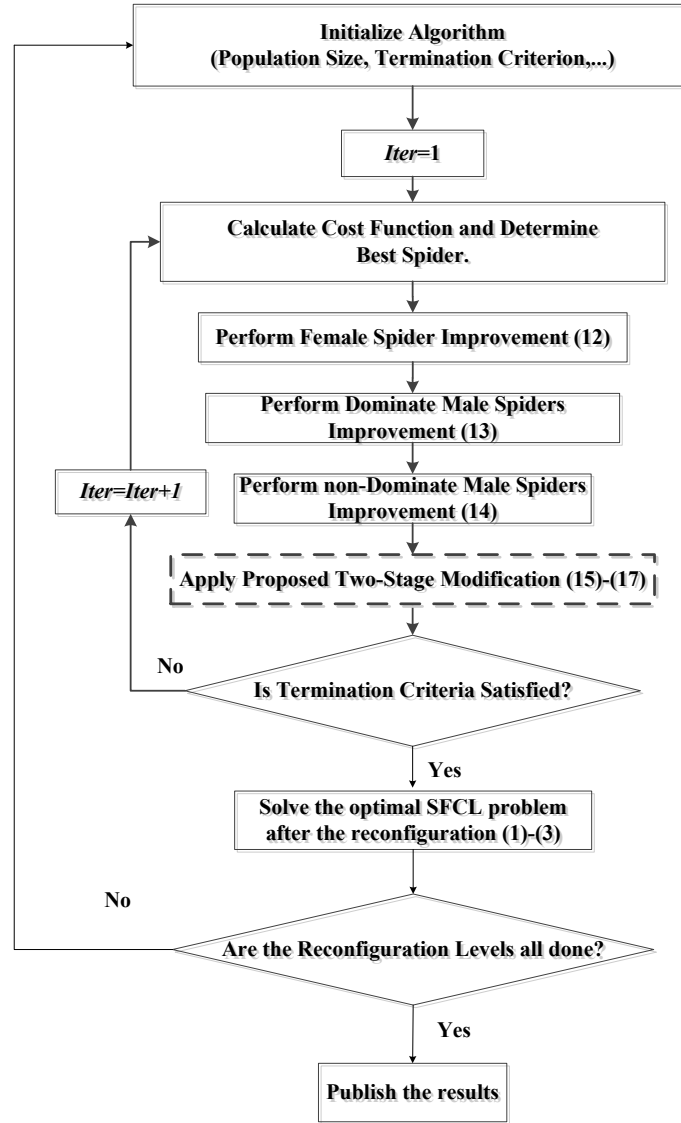 Initialize Algorithm
(Population Size, Termination Criterion,...)
Iter=1
Calculate Cost Function and Determine
Best Spider.
Perform Female Spider Improvement (12)
Perform Dominate Male Spiders
Improvement (13)
Iter=Iter+1
Perform non-Dominate Male Spiders
Improvement (14)
Apply Proposed Two-Stage Modification (15)-(17)
No
Is Termination Criteria Satisfied?
Yes
Solve the optimal SFCL problem
after the reconfiguration (1)-(3)
No
Are the Reconfiguration Levels all done?
Yes
Publish the results